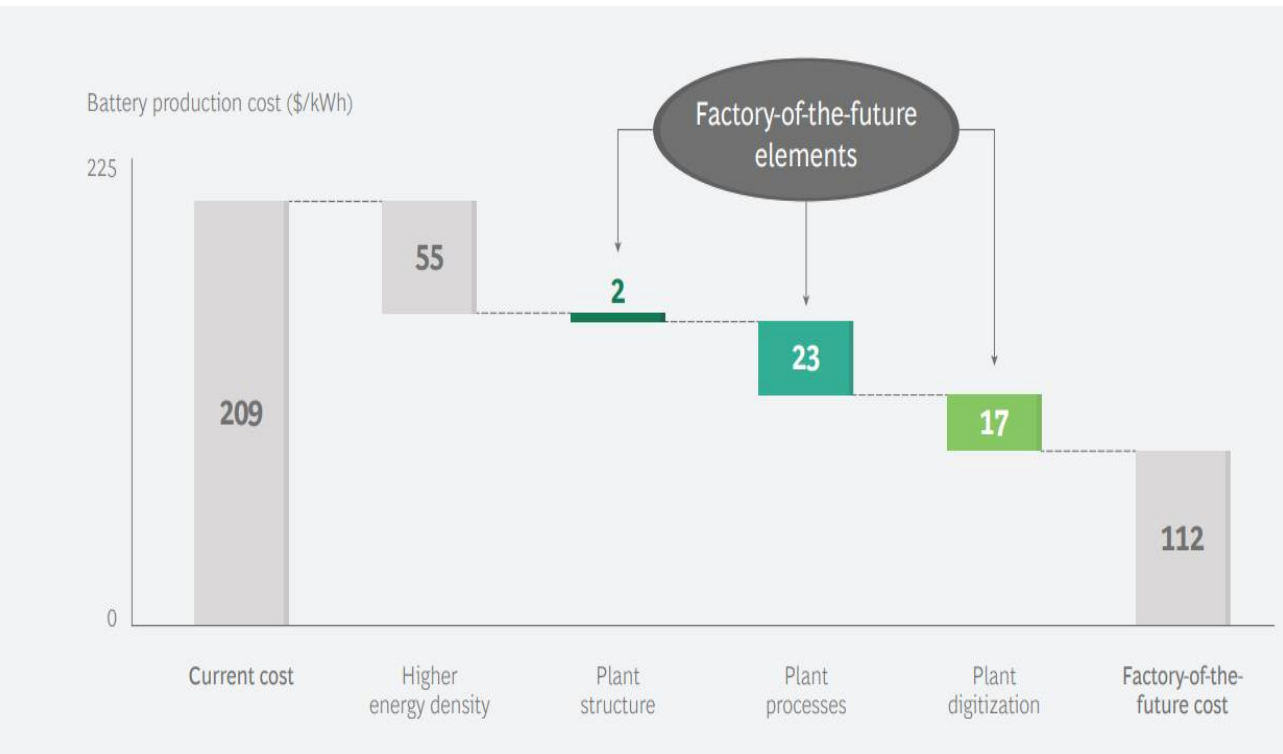 Battery production cost ($/kWh)
Factory-of-the-future
elements
225
55
2
23
209
17
112
0
Current cost
Higher
energy density
Plant
structure
Plant
processes
Plant
digitization
Factory-of-the-
future cost